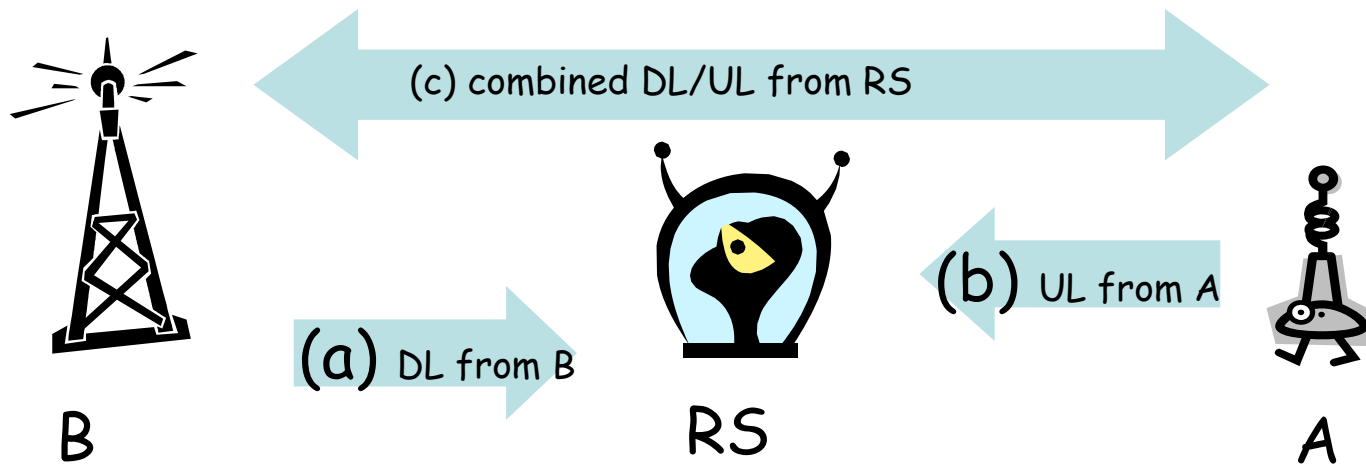 (c) combined DL/UL from RS
(b) UL from A
(a) DL from B
B
RS
A